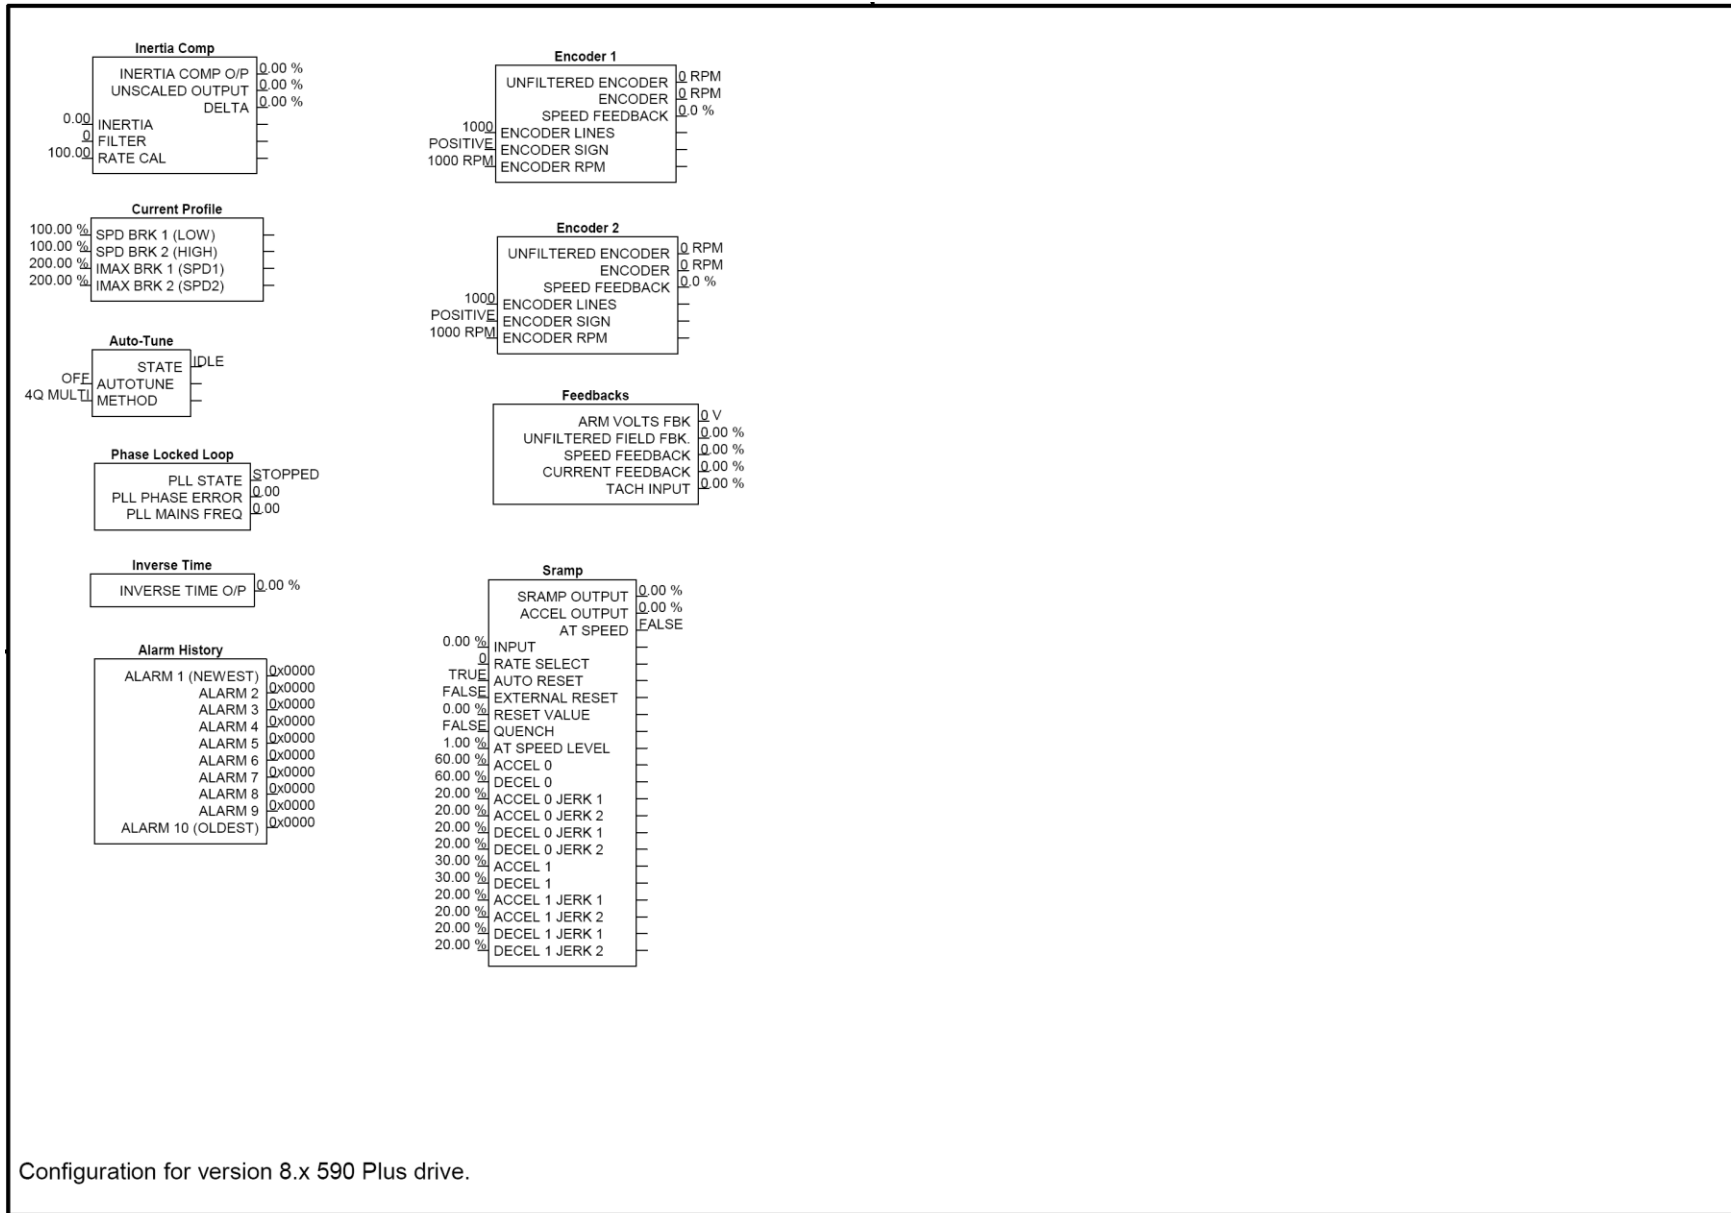 Inertia Comp
INERTIA COMP O/P 0.00 %
UNSCALED OUTPUT 0.00 %
DELTA 0.00 %
0.00 INERTIA
0 FILTER
100.00 RATE CAL
Current Profile
100.00 % SPD BRK 1 (LOW)
100.00 % SPD BRK 2 (HIGH)
200.00 % IMAX BRK 1 (SPD1)
200.00 % IMAX BRK 2 (SPD2)
Auto-Tune
STATE IDLE
OFF AUTOTUNE
4Q MULTI METHOD
Phase Locked Loop
PLL STATE STOPPED
PLL PHASE ERROR 0.00
PLL MAINS FREQ 0.00
Inverse Time
INVERSE TIME O/P 0.00 %
Alarm History
ALARM 1 (NEWEST) 0x0000
ALARM 2 0x0000
ALARM 3 0x0000
ALARM 4 0x0000
ALARM 5 0x0000
ALARM 6 0x0000
ALARM 7 0x0000
ALARM 8 0x0000
ALARM 9 0x0000
ALARM 10 (OLDEST) 0x0000
Encoder 1
UNFILTERED ENCODER 0 RPM
ENCODER 0 RPM
SPEED FEEDBACK 0.0 %
1000 ENCODER LINES
POSITIVE ENCODER SIGN
1000 RPM ENCODER RPM
Encoder 2
UNFILTERED ENCODER 0 RPM
ENCODER 0 RPM
SPEED FEEDBACK 0.0 %
1000 ENCODER LINES
POSITIVE ENCODER SIGN
1000 RPM ENCODER RPM
Feedbacks
ARM VOLTS FBK 0 V
UNFILTERED FIELD FBK. 0.00 %
SPEED FEEDBACK 0.00 %
CURRENT FEEDBACK 0.00 %
TACH INPUT 0.00 %
Sramp
SRAMP OUTPUT 0.00 %
ACCEL OUTPUT 0.00 %
AT SPEED FALSE
0.00 % INPUT
0 RATE SELECT
TRUE AUTO RESET
FALSE EXTERNAL RESET
0.00 % RESET VALUE
FALSE QUENCH
1.00 % AT SPEED LEVEL
60.00 % ACCEL 0
60.00 % DECEL 0
20.00 % ACCEL 0 JERK 1
20.00 % ACCEL 0 JERK 2
20.00 % DECEL 0 JERK 1
20.00 % DECEL 0 JERK 2
30.00 % ACCEL 1
30.00 % DECEL 1
20.00 % ACCEL 1 JERK 1
20.00 % ACCEL 1 JERK 2
20.00 % DECEL 1 JERK 1
20.00 % DECEL 1 JERK 2
Configuration for version 8.x 590 Plus drive.